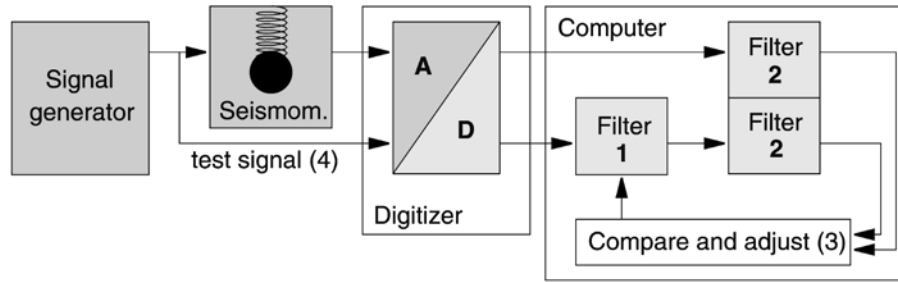 Signal
generator
Seismom.
test signal (4)
A
D
Digitizer
Computer
Filter
2
Filter
1
Filter
2
Compare and adjust (3)